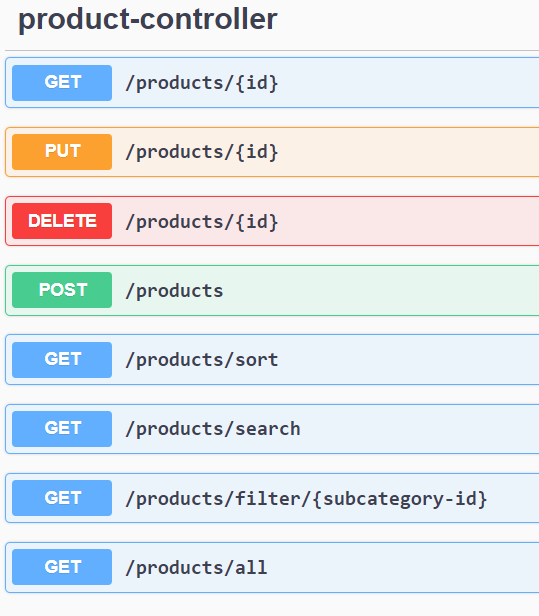 product-controller
GET /products/{id}
PUT /products/{id}
DELETE /products/{id}
POST /products
GET /products/sort
GET /products/search
GET /products/filter/{subcategory-id}
GET /products/all